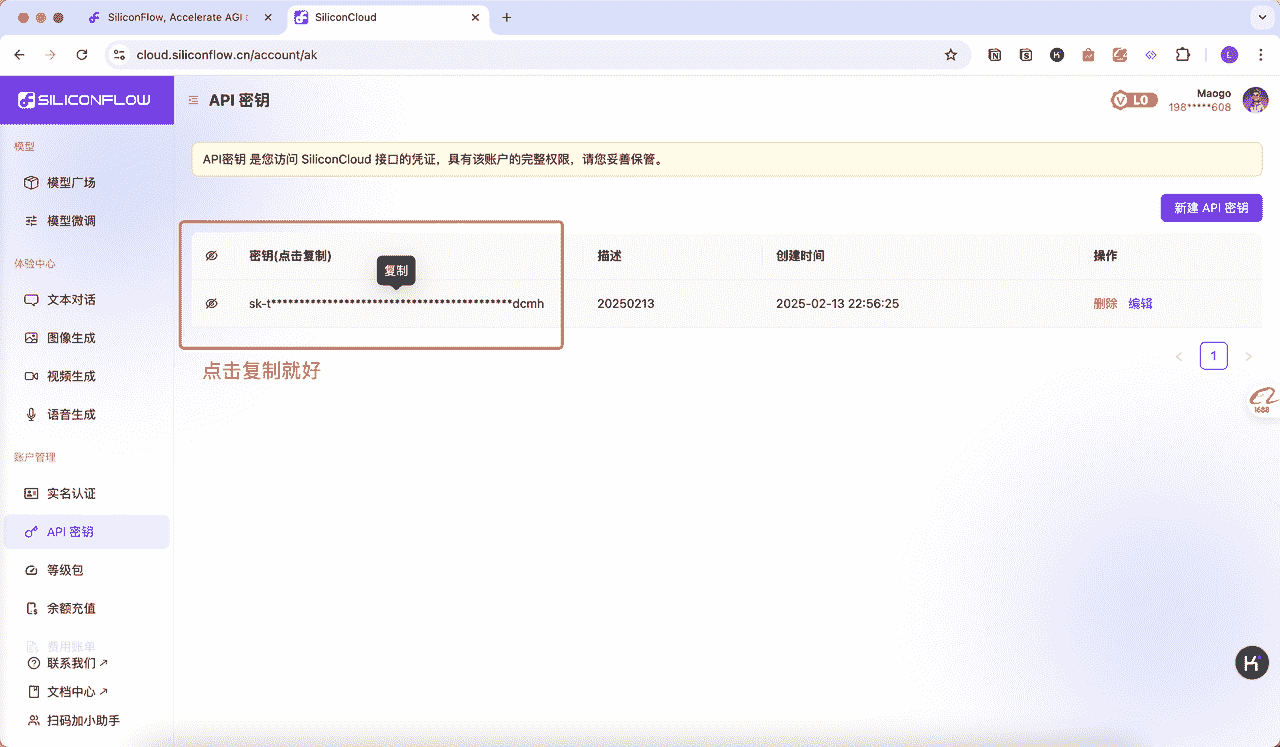 SiliconFlow, Accelerate AGI t
SiliconCloud
cloud.siliconflow.cn/account/ak
SILICONFLOW
API 密钥
V L0
Maogo
198*****608
API密钥 是您访问 SiliconCloud 接口的凭证，具有该账户的完整权限，请您妥善保管。
新建 API 密钥
模型
模型广场
模型微调
体验中心
文本对话
图像生成
视频生成
语音生成
账户管理
实名认证
API 密钥
等级包
余额充值
费用账单
联系我们
文档中心
扫码加小助手
密钥(点击复制) 描述 创建时间 操作
复制
sk-t*******************************************dcmh 20250213 2025-02-13 22:56:25 删除 编辑
点击复制就好
1
1688